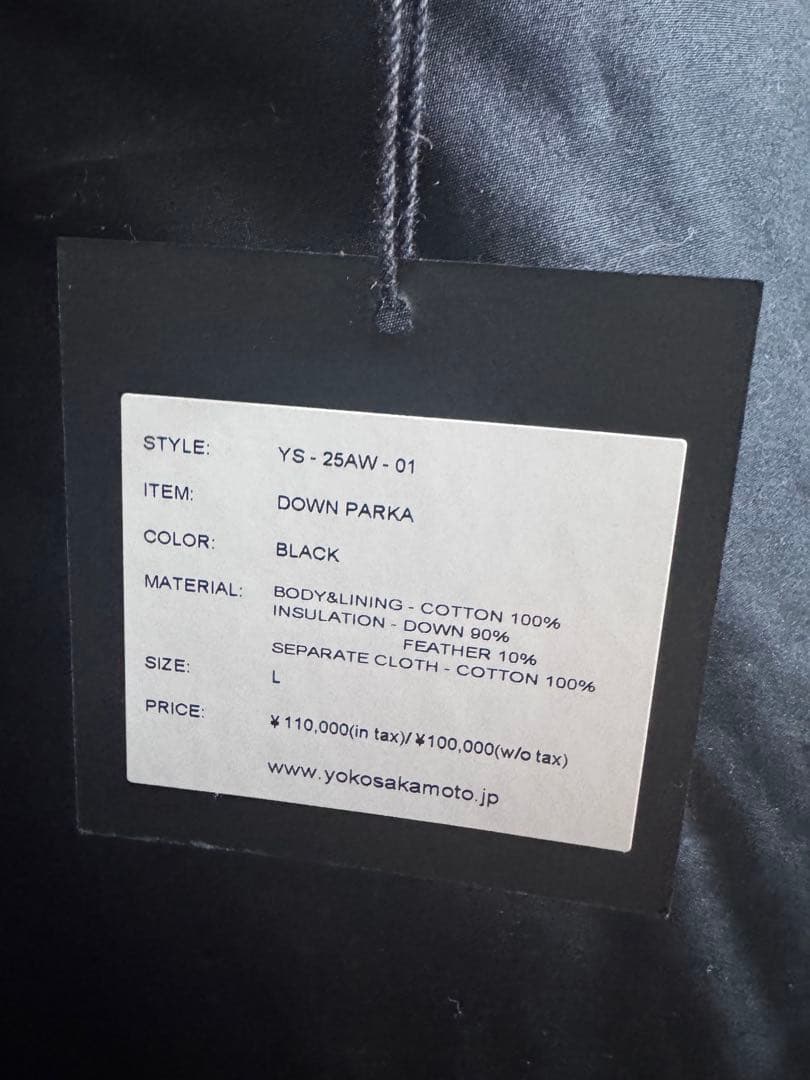 STYLE: YS - 25AW - 01
ITEM: DOWN PARKA
COLOR: BLACK
MATERIAL: BODY&LINING - COTTON 100%
INSULATION - DOWN 90%
FEATHER 10%
SEPARATE CLOTH - COTTON 100%
SIZE: L
PRICE: ¥110,000(in tax)/¥100,000(w/o tax)
www.yokosakamoto.jp